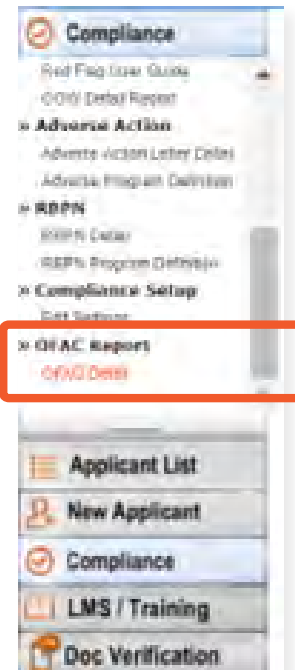 Compliance
Red Flag User Guide
Detail Report
» Adverse Action
Adverse Action Letter
Adverse Program Definition
» RBPN
RBPN
RBPN Program Definition
» Compliance Setup
Edit Settings
» OFAC Report
OFAC Detail
Applicant List
New Applicant
Compliance
LMS / Training
Doc Verification